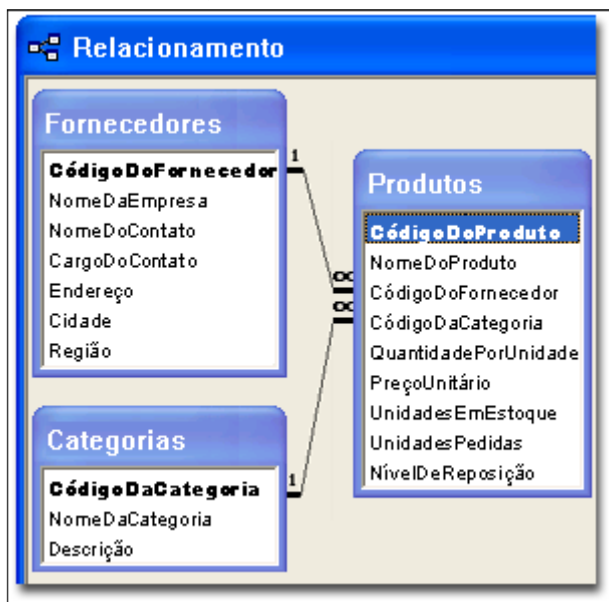 Relacionamento
Fornecedores
CódigoDoFornecedor
NomeDaEmpresa
NomeDoContato
CargoDoContato
Endereço
Cidade
Região
1
Categorias
CódigoDaCategoria
NomeDaCategoria
Descrição
1
Produtos
CódigoDoProduto
NomeDoProduto
CódigoDoFornecedor
CódigoDaCategoria
QuantidadePorUnidade
PreçoUnitário
UnidadesEmEstoque
UnidadesPedidas
NívelDeReposição
∞
∞